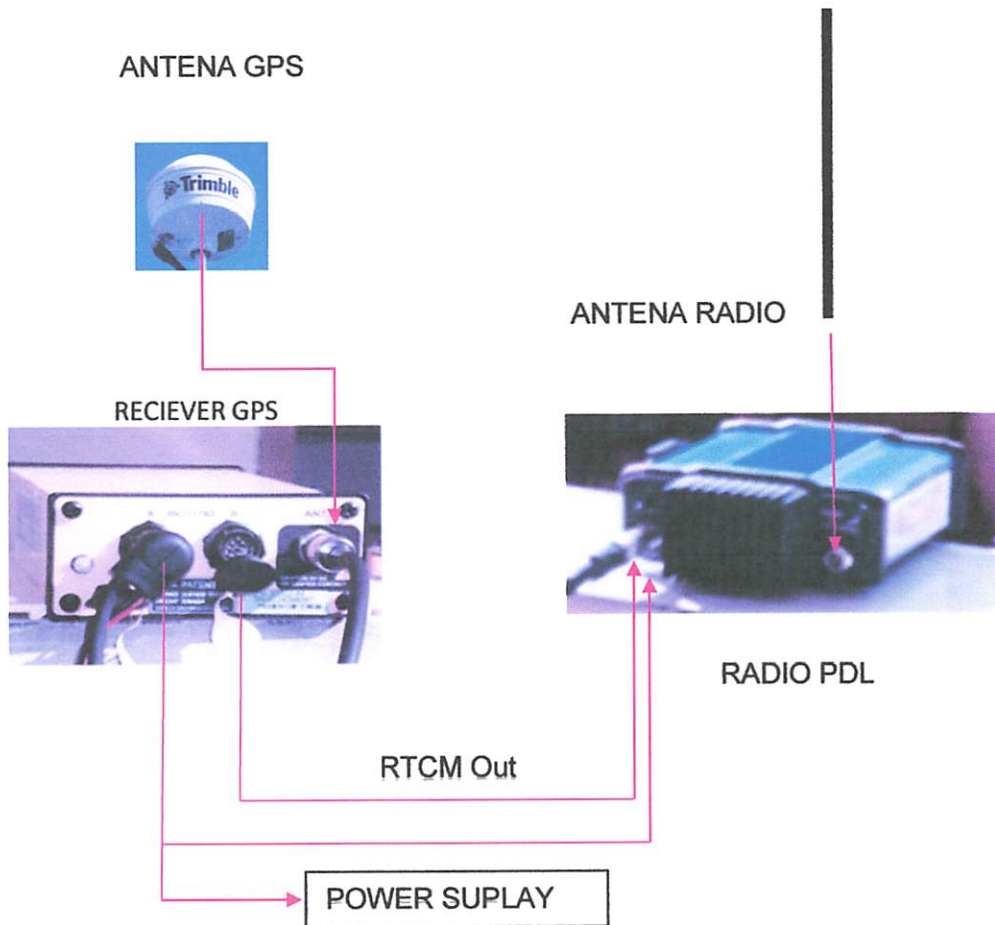 ANTENA GPS
Trimble
ANTENA RADIO
RECIEVER GPS
RADIO PDL
RTCM Out
POWER SUPLAY